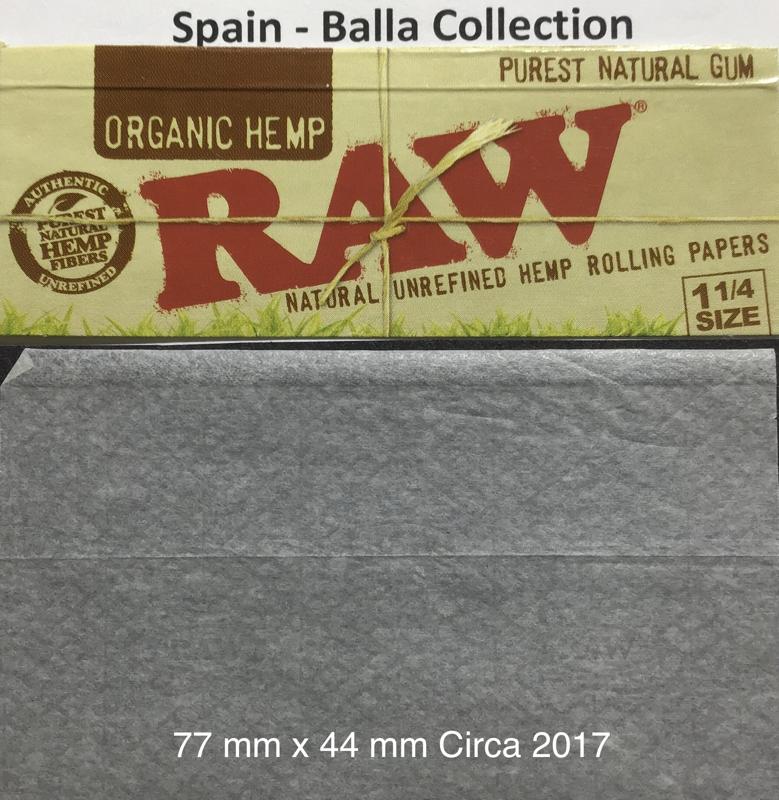 Spain - Balla Collection
PUREST NATURAL GUM
ORGANIC HEMP
RAW®
AUTHENTIC
PUREST
NATURAL
HEMP
FIBERS
UNREFINED
NATURAL UNREFINED HEMP ROLLING PAPERS
1 1/4
SIZE
77 mm x 44 mm Circa 2017